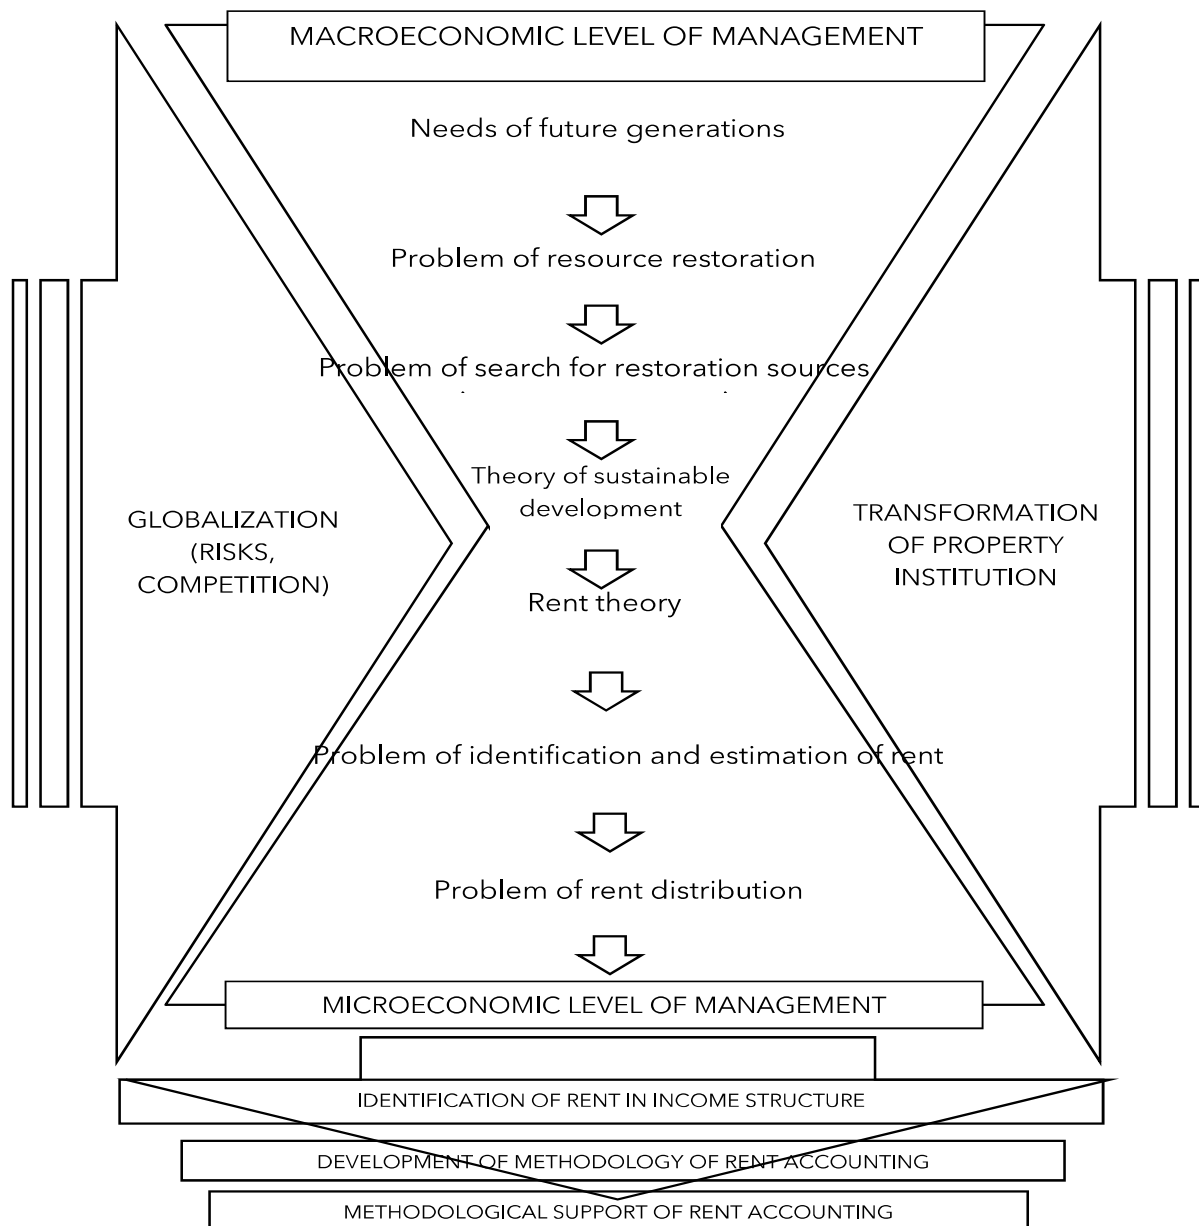 MACROECONOMIC LEVEL OF MANAGEMENT
Needs of future generations
Problem of resource restoration
Problem of search for restoration sources
Theory of sustainable
development
GLOBALIZATION
(RISKS,
COMPETITION)
TRANSFORMATION
OF PROPERTY
INSTITUTION
Rent theory
Problem of identification and estimation of rent
Problem of rent distribution
MICROECONOMIC LEVEL OF MANAGEMENT
IDENTIFICATION OF RENT IN INCOME STRUCTURE
DEVELOPMENT OF METHODOLOGY OF RENT ACCOUNTING
METHODOLOGICAL SUPPORT OF RENT ACCOUNTING